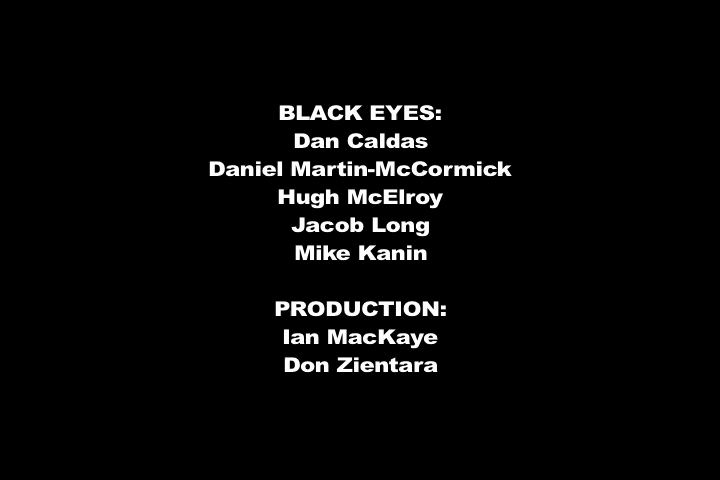 BLACK EYES:
Dan Caldas
Daniel Martin-McCormick
Hugh McElroy
Jacob Long
Mike Kanin
PRODUCTION:
Ian MacKaye
Don Zientara